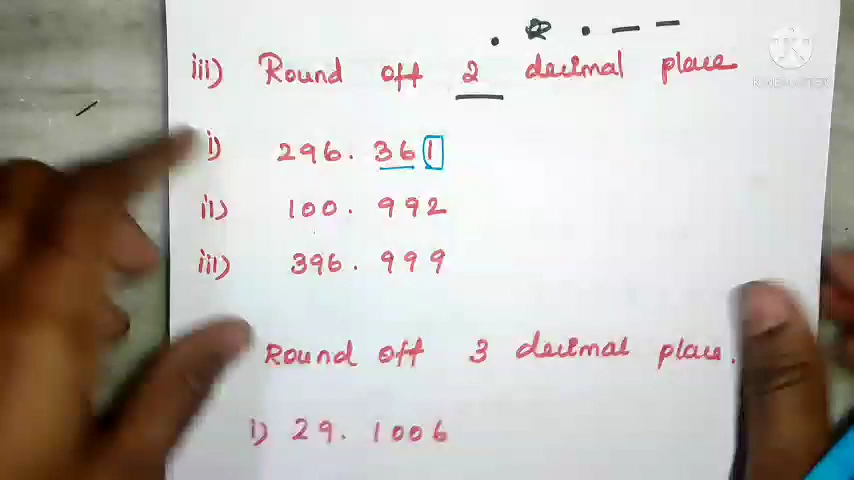 iii) Round off 2 decimal place
i) 296.361
ii) 100.992
iii) 396.999
Round off 3 decimal place.
i) 29.1006
KINEMASTER